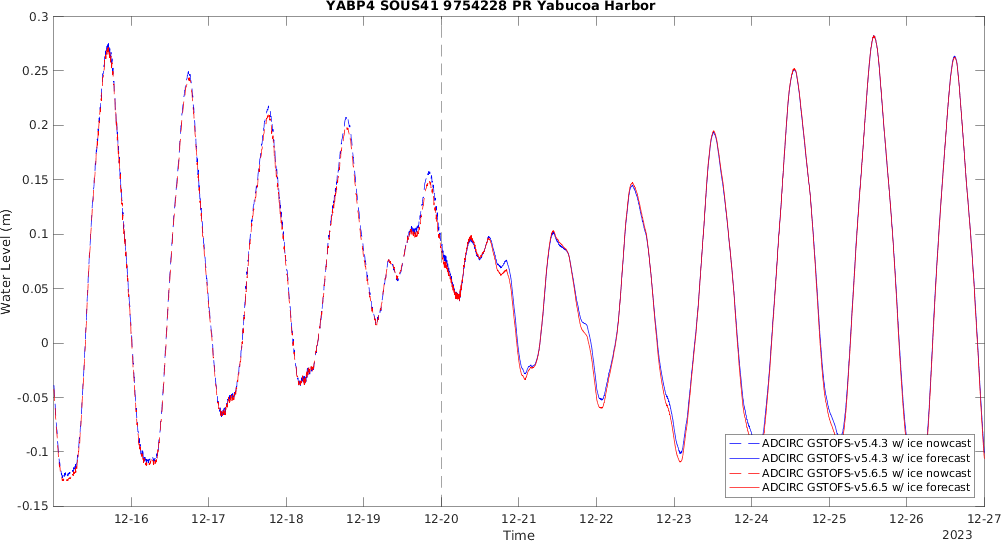 YABP4 SOUS41 9754228 PR Yabucoa Harbor
0.3
0.25
0.2
0.15
0.1
0.05
0
-0.05
-0.1
-0.15
Water Level (m)
ADCIRC GSTOFS-v5.4.3 w/ ice nowcast
ADCIRC GSTOFS-v5.4.3 w/ ice forecast
ADCIRC GSTOFS-v5.6.5 w/ ice nowcast
ADCIRC GSTOFS-v5.6.5 w/ ice forecast
12-16 12-17 12-18 12-19 12-20 12-21 12-22 12-23 12-24 12-25 12-26 12-27
Time
2023